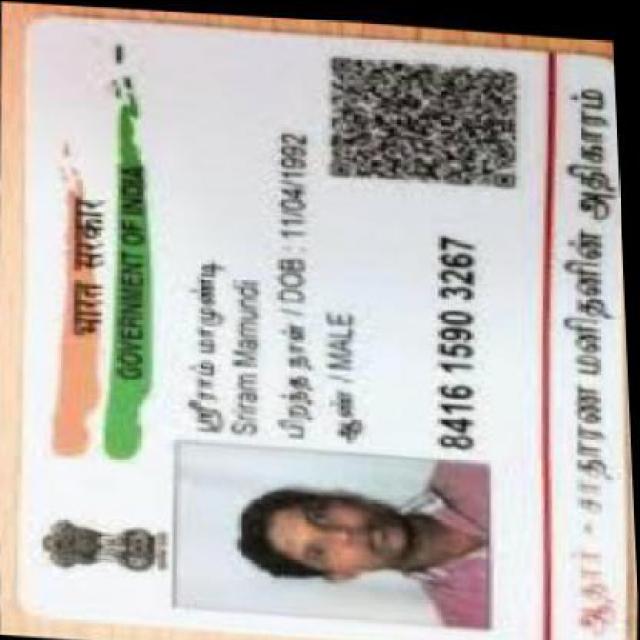 भारत सरकार
GOVERNMENT OF INDIA
ஸ்ரீராம் மாமுண்டி
Sriram Mamundi
பிறந்த நாள் / DOB : 11/04/1992
ஆண் / MALE
8416 1590 3267
ஆதார் - சாதாரண மனிதனின் அதிகாரம்